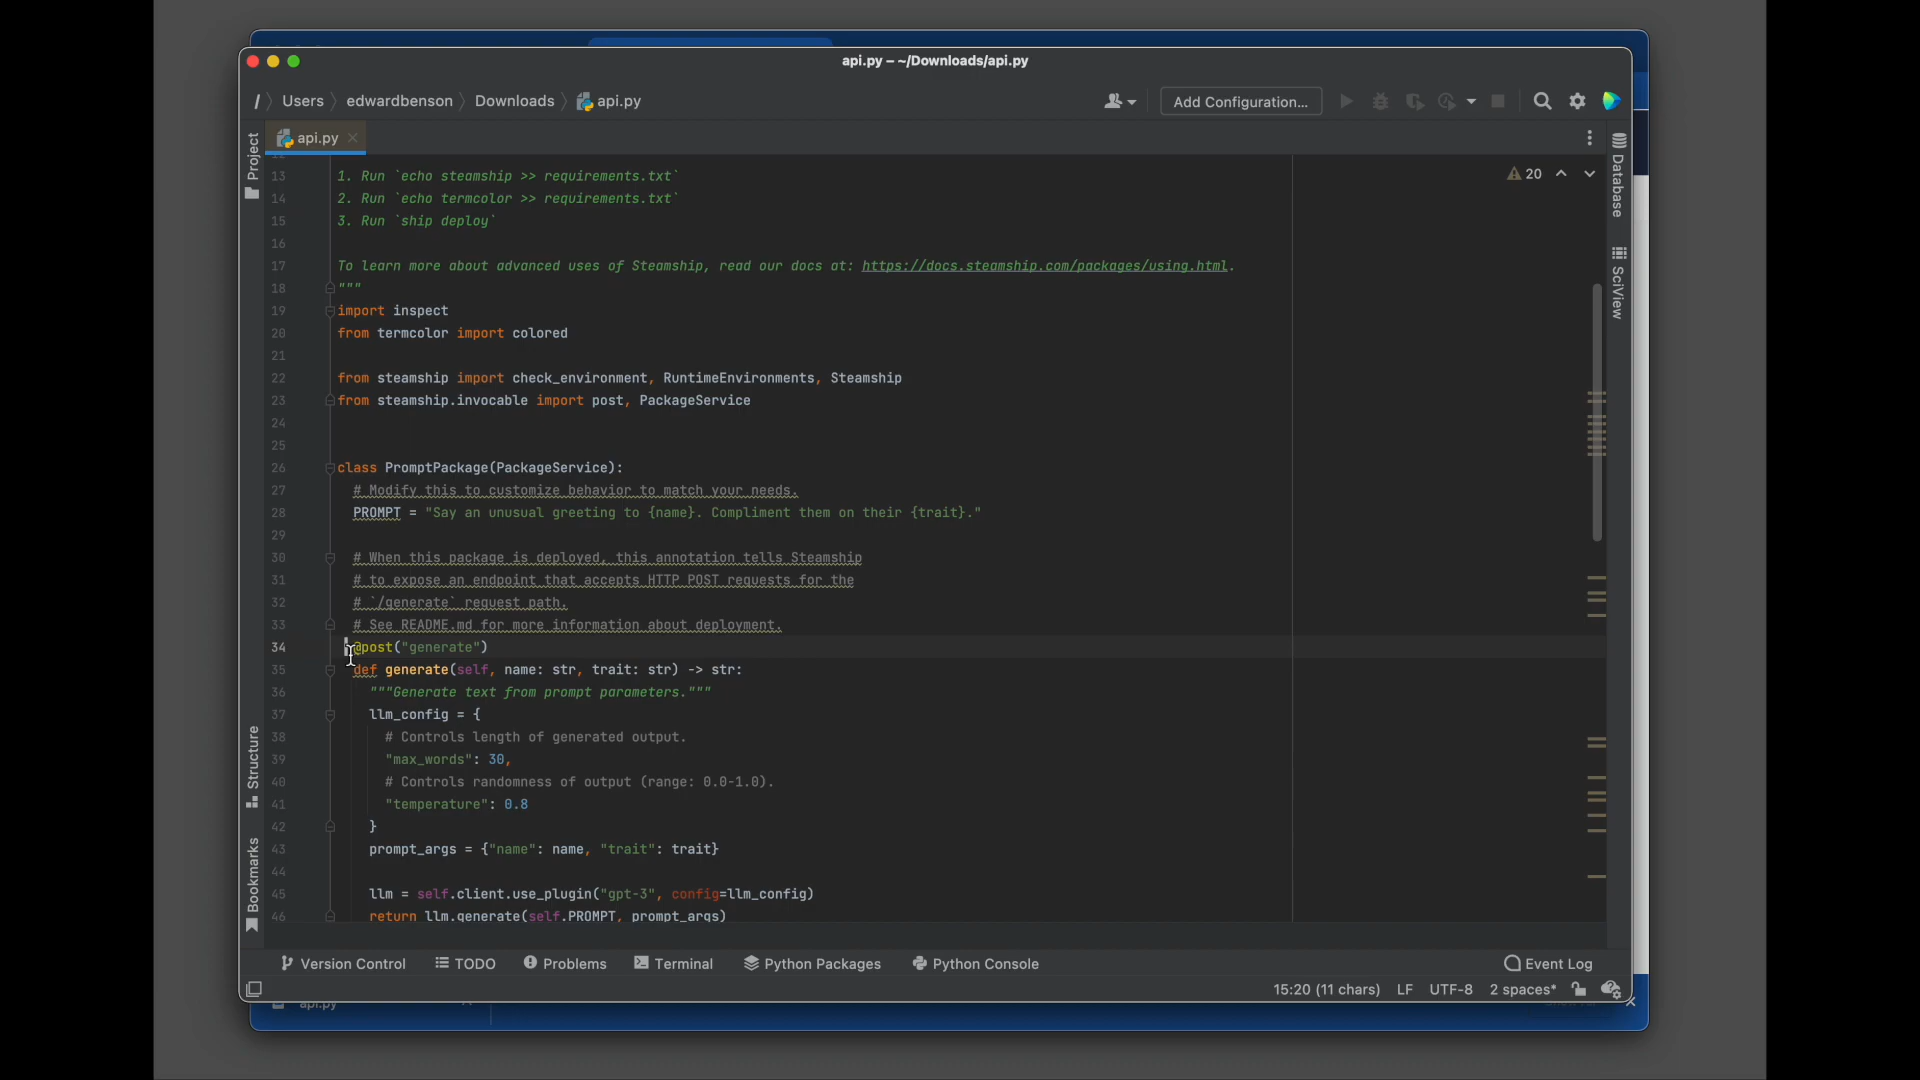 api.py – ~/Downloads/api.py
/ Users edwardbenson Downloads api.py
Add Configuration...
api.py
Project
Database
SciView
Structure
Bookmarks
20
13 1. Run `echo steamship >> requirements.txt`
14 2. Run `echo termcolor >> requirements.txt`
15 3. Run `ship deploy`
16
17 To learn more about advanced uses of Steamship, read our docs at: https://docs.steamship.com/packages/using.html.
18 """
19 import inspect
20 from termcolor import colored
21
22 from steamship import check_environment, RuntimeEnvironments, Steamship
23 from steamship.invocable import post, PackageService
24
25
26 class PromptPackage(PackageService):
27 # Modify this to customize behavior to match your needs.
28 PROMPT = "Say an unusual greeting to {name}. Compliment them on their {trait}."
29
30 # When this package is deployed, this annotation tells Steamship
31 # to expose an endpoint that accepts HTTP POST requests for the
32 # `/generate` request path.
33 # See README.md for more information about deployment.
34 @post("generate")
35 def generate(self, name: str, trait: str) -> str:
36 """Generate text from prompt parameters."""
37 llm_config = {
38 # Controls length of generated output.
39 "max_words": 30,
40 # Controls randomness of output (range: 0.0-1.0).
41 "temperature": 0.8
42 }
43 prompt_args = {"name": name, "trait": trait}
44
45 llm = self.client.use_plugin("gpt-3", config=llm_config)
46 return llm.generate(self.PROMPT, prompt_args)
Version Control TODO Problems Terminal Python Packages Python Console Event Log
15:20 (11 chars) LF UTF-8 2 spaces*
api.py